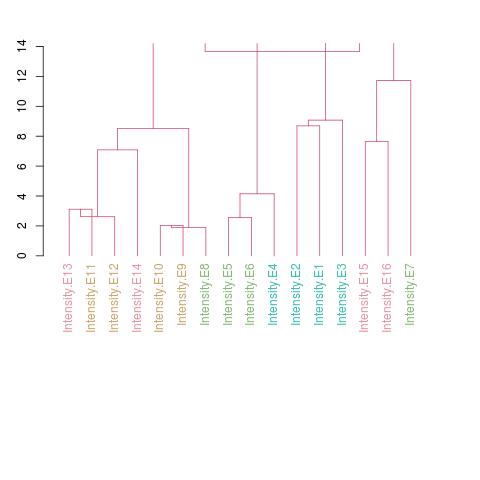 14
12
10
8
6
4
2
0
Intensity.E13
Intensity.E11
Intensity.E12
Intensity.E14
Intensity.E10
Intensity.E9
Intensity.E8
Intensity.E5
Intensity.E6
Intensity.E4
Intensity.E2
Intensity.E1
Intensity.E3
Intensity.E15
Intensity.E16
Intensity.E7